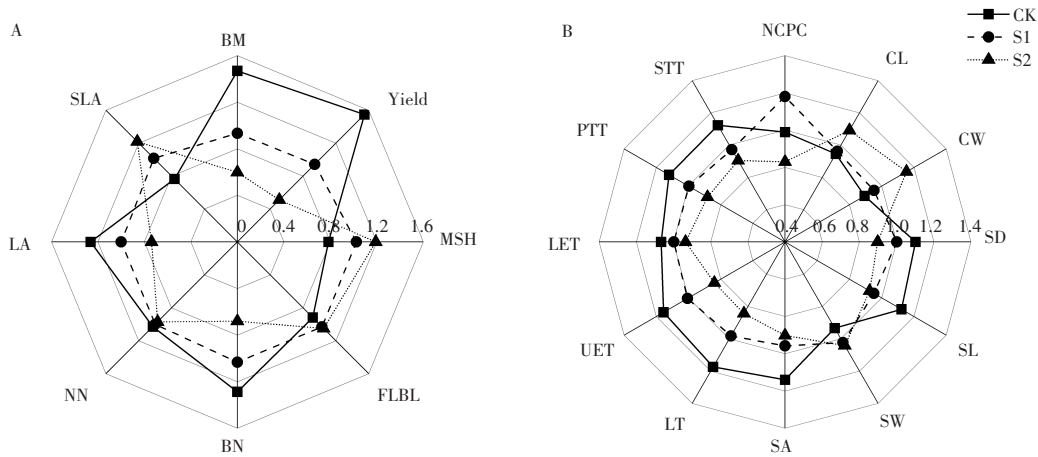 A
BM
Yield
MSH
FLBL
BN
NN
LA
SLA
0 0.4 0.8 1.2 1.6
B
NCPC
CL
CW
SD
SL
SW
SA
LT
UET
LET
PTT
STT
0.4 0.6 0.8 1.0 1.2 1.4
CK
S1
S2